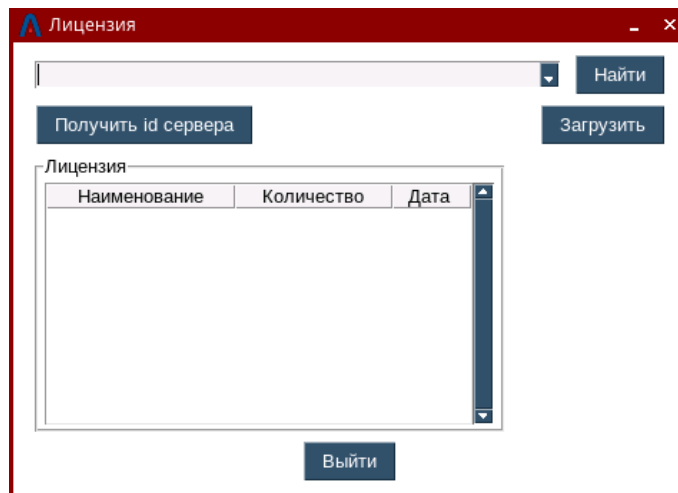 Лицензия
Найти
Получить id сервера
Загрузить
Лицензия
Наименование Количество Дата
Выйти